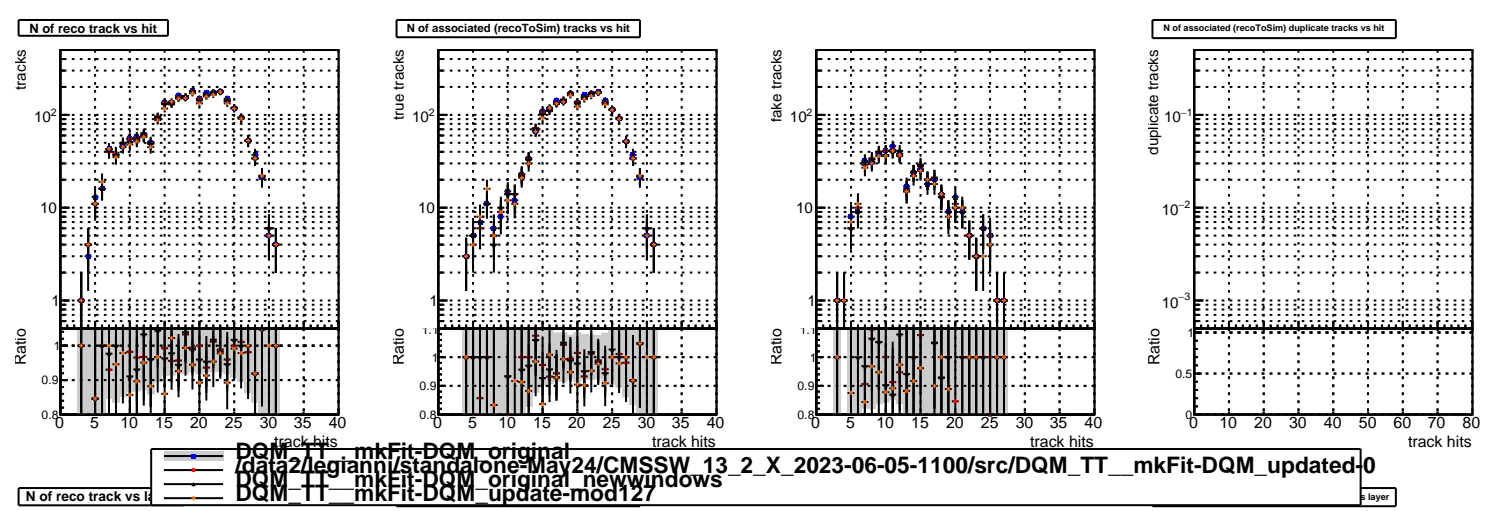 N of reco track vs hit
N of associated (recoToSim) tracks vs hit
N of associated (recoToSim) duplicate tracks vs hit
tracks
10²
10
1
Ratio
1
0.9
0.8
0 5 10 15 20 25 30 35 40
track hits
true tracks
10²
10
1
Ratio
1.1
1
0.9
0.8
0 5 10 15 20 25 30 35 40
track hits
fake tracks
10²
10
1
Ratio
1.1
1
0.9
0.8
0 5 10 15 20 25 30 35 40
track hits
duplicate tracks
10⁻¹
10⁻²
10⁻³
Ratio
1
0.5
0
0 10 20 30 40 50 60 70 80
track hits
DQM_TT__mkFit-DQM_original
/data2/legianni/standalone-May24/CMSSW_13_2_X_2023-06-05-1100/src/DQM_TT__mkFit-DQM_updated-0
DQM_TT__mkFit-DQM_original_newwindows
DQM_TT__mkFit-DQM_update-mod127
N of reco track vs la
s layer